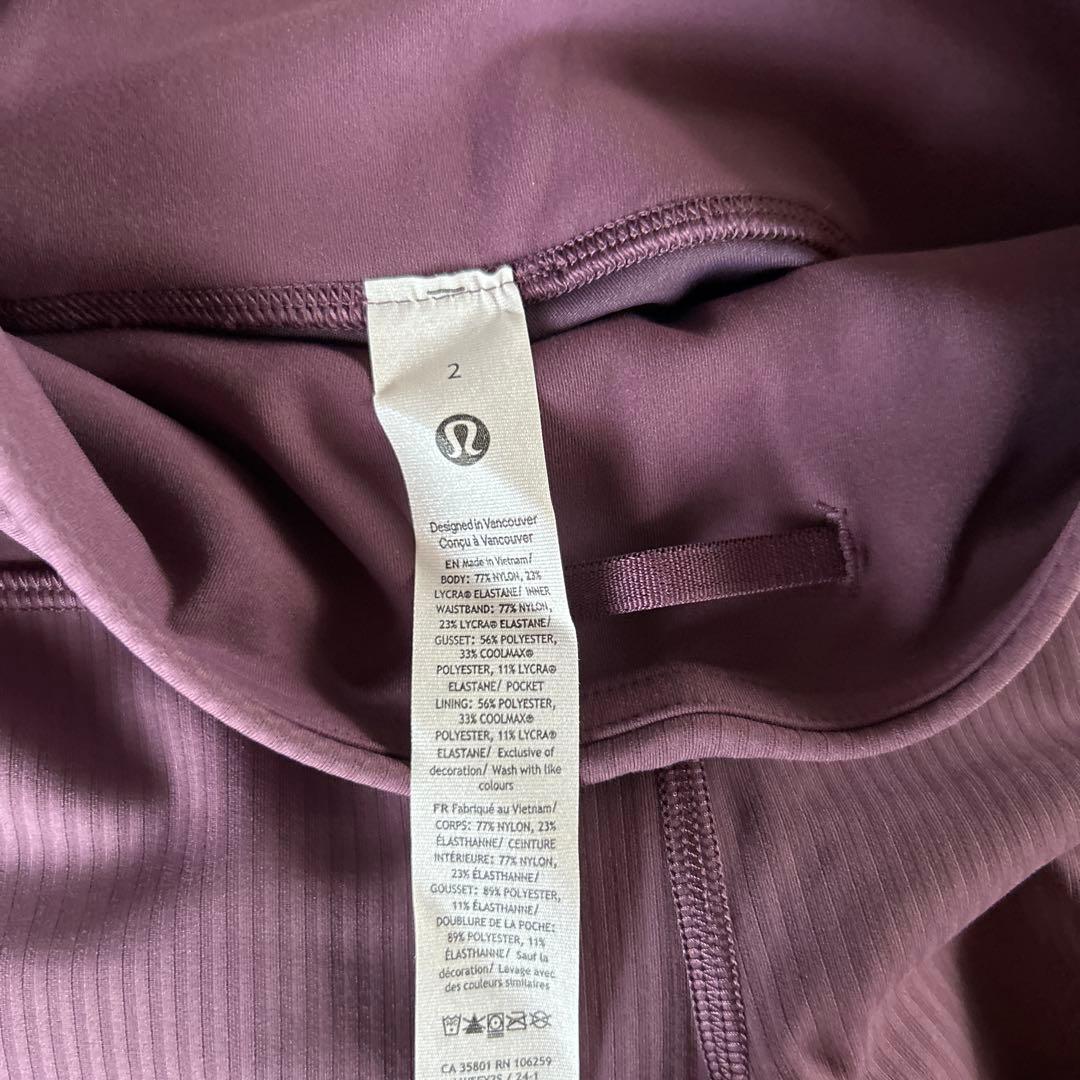 2
Designed in Vancouver
Conçu à Vancouver
EN Made in Vietnam/
BODY: 77% NYLON, 23%
LYCRA® ELASTANE/ INNER
WAISTBAND: 77% NYLON,
23% LYCRA® ELASTANE/
GUSSET: 56% POLYESTER,
33% COOLMAX®
POLYESTER, 11% LYCRA®
ELASTANE/ POCKET
LINING: 56% POLYESTER,
33% COOLMAX®
POLYESTER, 11% LYCRA®
ELASTANE/ Exclusive of
decoration/ Wash with like
colours
FR Fabriqué au Vietnam/
CORPS: 77% NYLON, 23%
ÉLASTHANNE/ CEINTURE
INTÉRIEURE: 77% NYLON,
23% ÉLASTHANNE/
GOUSSET: 89% POLYESTER,
11% ÉLASTHANNE/
DOUBLURE DE LA POCHE:
89% POLYESTER, 11%
ÉLASTHANNE/ Sauf la
décoration/ Lavage avec
des couleurs similaires
CA 35801 RN 106259
/ 24-1